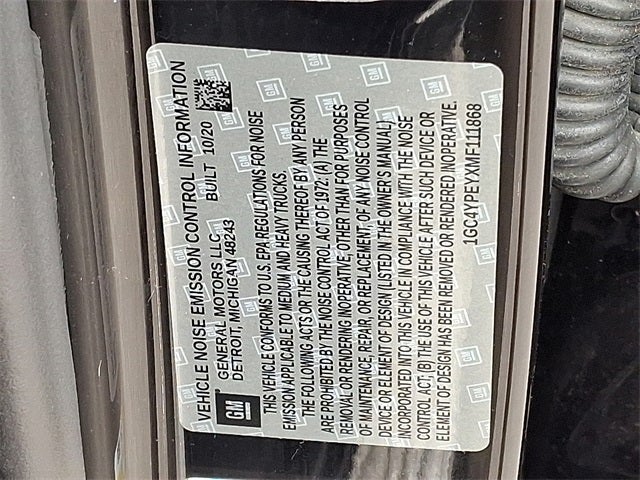 VEHICLE NOISE EMISSION CONTROL INFORMATION
GM
GENERAL MOTORS LLC BUILT 10/20
DETROIT, MICHIGAN 48243
THIS VEHICLE CONFORMS TO U.S. EPA REGULATIONS FOR NOISE
EMISSION APPLICABLE TO MEDIUM AND HEAVY TRUCKS.
THE FOLLOWING ACTS OR THE CAUSING THEREOF BY ANY PERSON
ARE PROHIBITED BY THE NOISE CONTROL ACT OF 1972: (A) THE
REMOVAL OR RENDERING INOPERATIVE, OTHER THAN FOR PURPOSES
OF MAINTENANCE, REPAIR, OR REPLACEMENT, OF ANY NOISE CONTROL
DEVICE OR ELEMENT OF DESIGN (LISTED IN THE OWNER'S MANUAL)
INCORPORATED INTO THIS VEHICLE IN COMPLIANCE WITH THE NOISE
CONTROL ACT; (B) THE USE OF THIS VEHICLE AFTER SUCH DEVICE OR
ELEMENT OF DESIGN HAS BEEN REMOVED OR RENDERED INOPERATIVE.
1GC4YPEYXMF111868